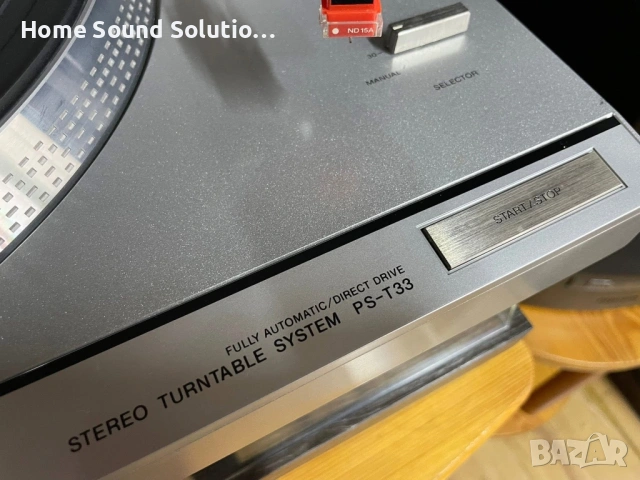 Home Sound Solutio...
ND 15A
30
MANUAL
SELECTOR
START/STOP
FULLY AUTOMATIC/DIRECT DRIVE
STEREO TURNTABLE SYSTEM PS-T33
BAZAR